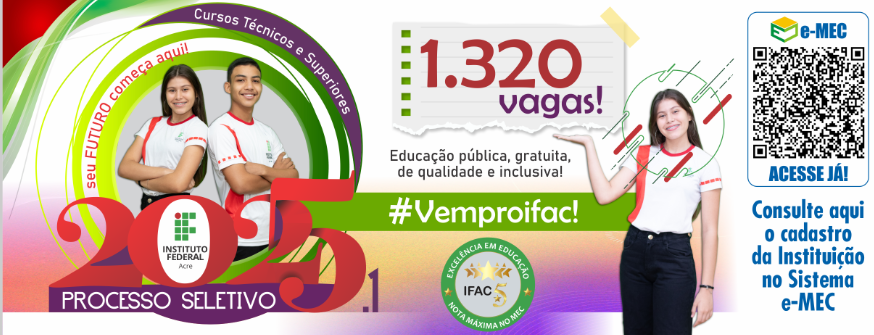 Cursos Técnicos e Superiores
seu FUTURO começa aqui!
2025.1
INSTITUTO
FEDERAL
Acre
PROCESSO SELETIVO
1.320
vagas!
Educação pública, gratuita,
de qualidade e inclusiva!
#Vemproifac!
EXCELÊNCIA EM EDUCAÇÃO
IFAC 5
NOTA MÁXIMA NO MEC
e-MEC
ACESSE JÁ!
Consulte aqui
o cadastro
da Instituição
no Sistema
e-MEC